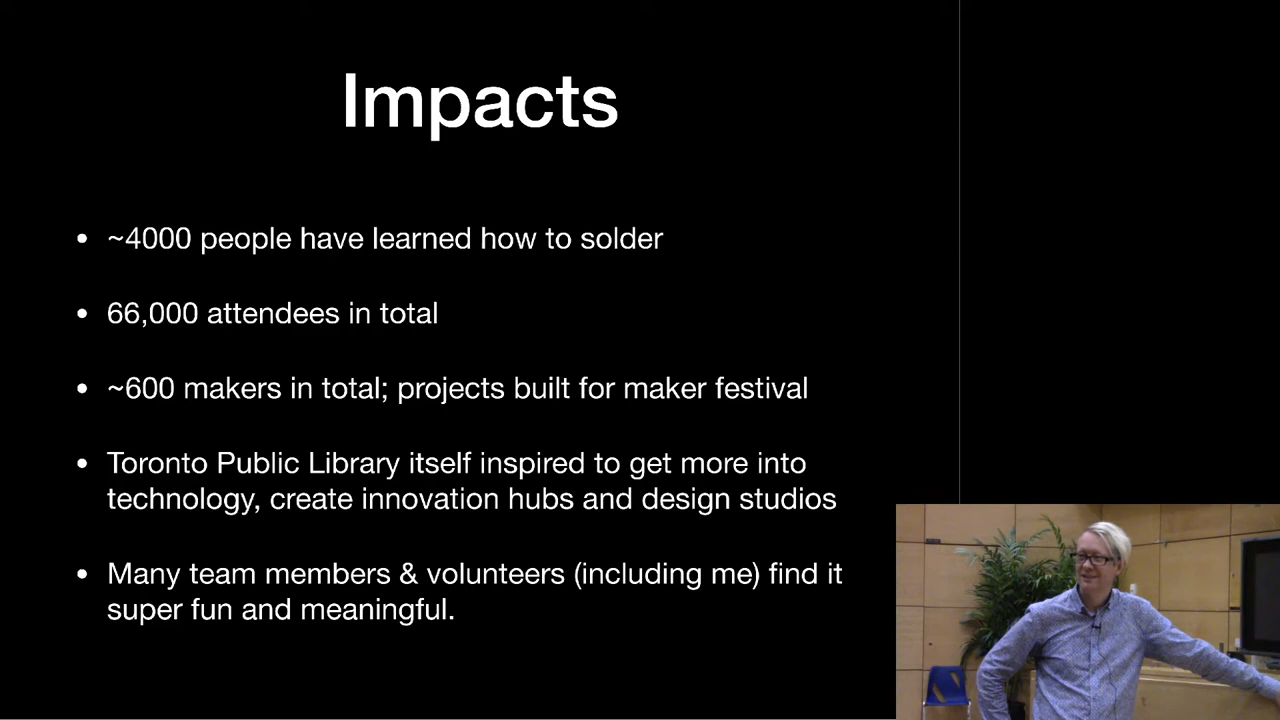 Impacts
• ~4000 people have learned how to solder
• 66,000 attendees in total
• ~600 makers in total; projects built for maker festival
• Toronto Public Library itself inspired to get more into
technology, create innovation hubs and design studios
• Many team members & volunteers (including me) find it
super fun and meaningful.